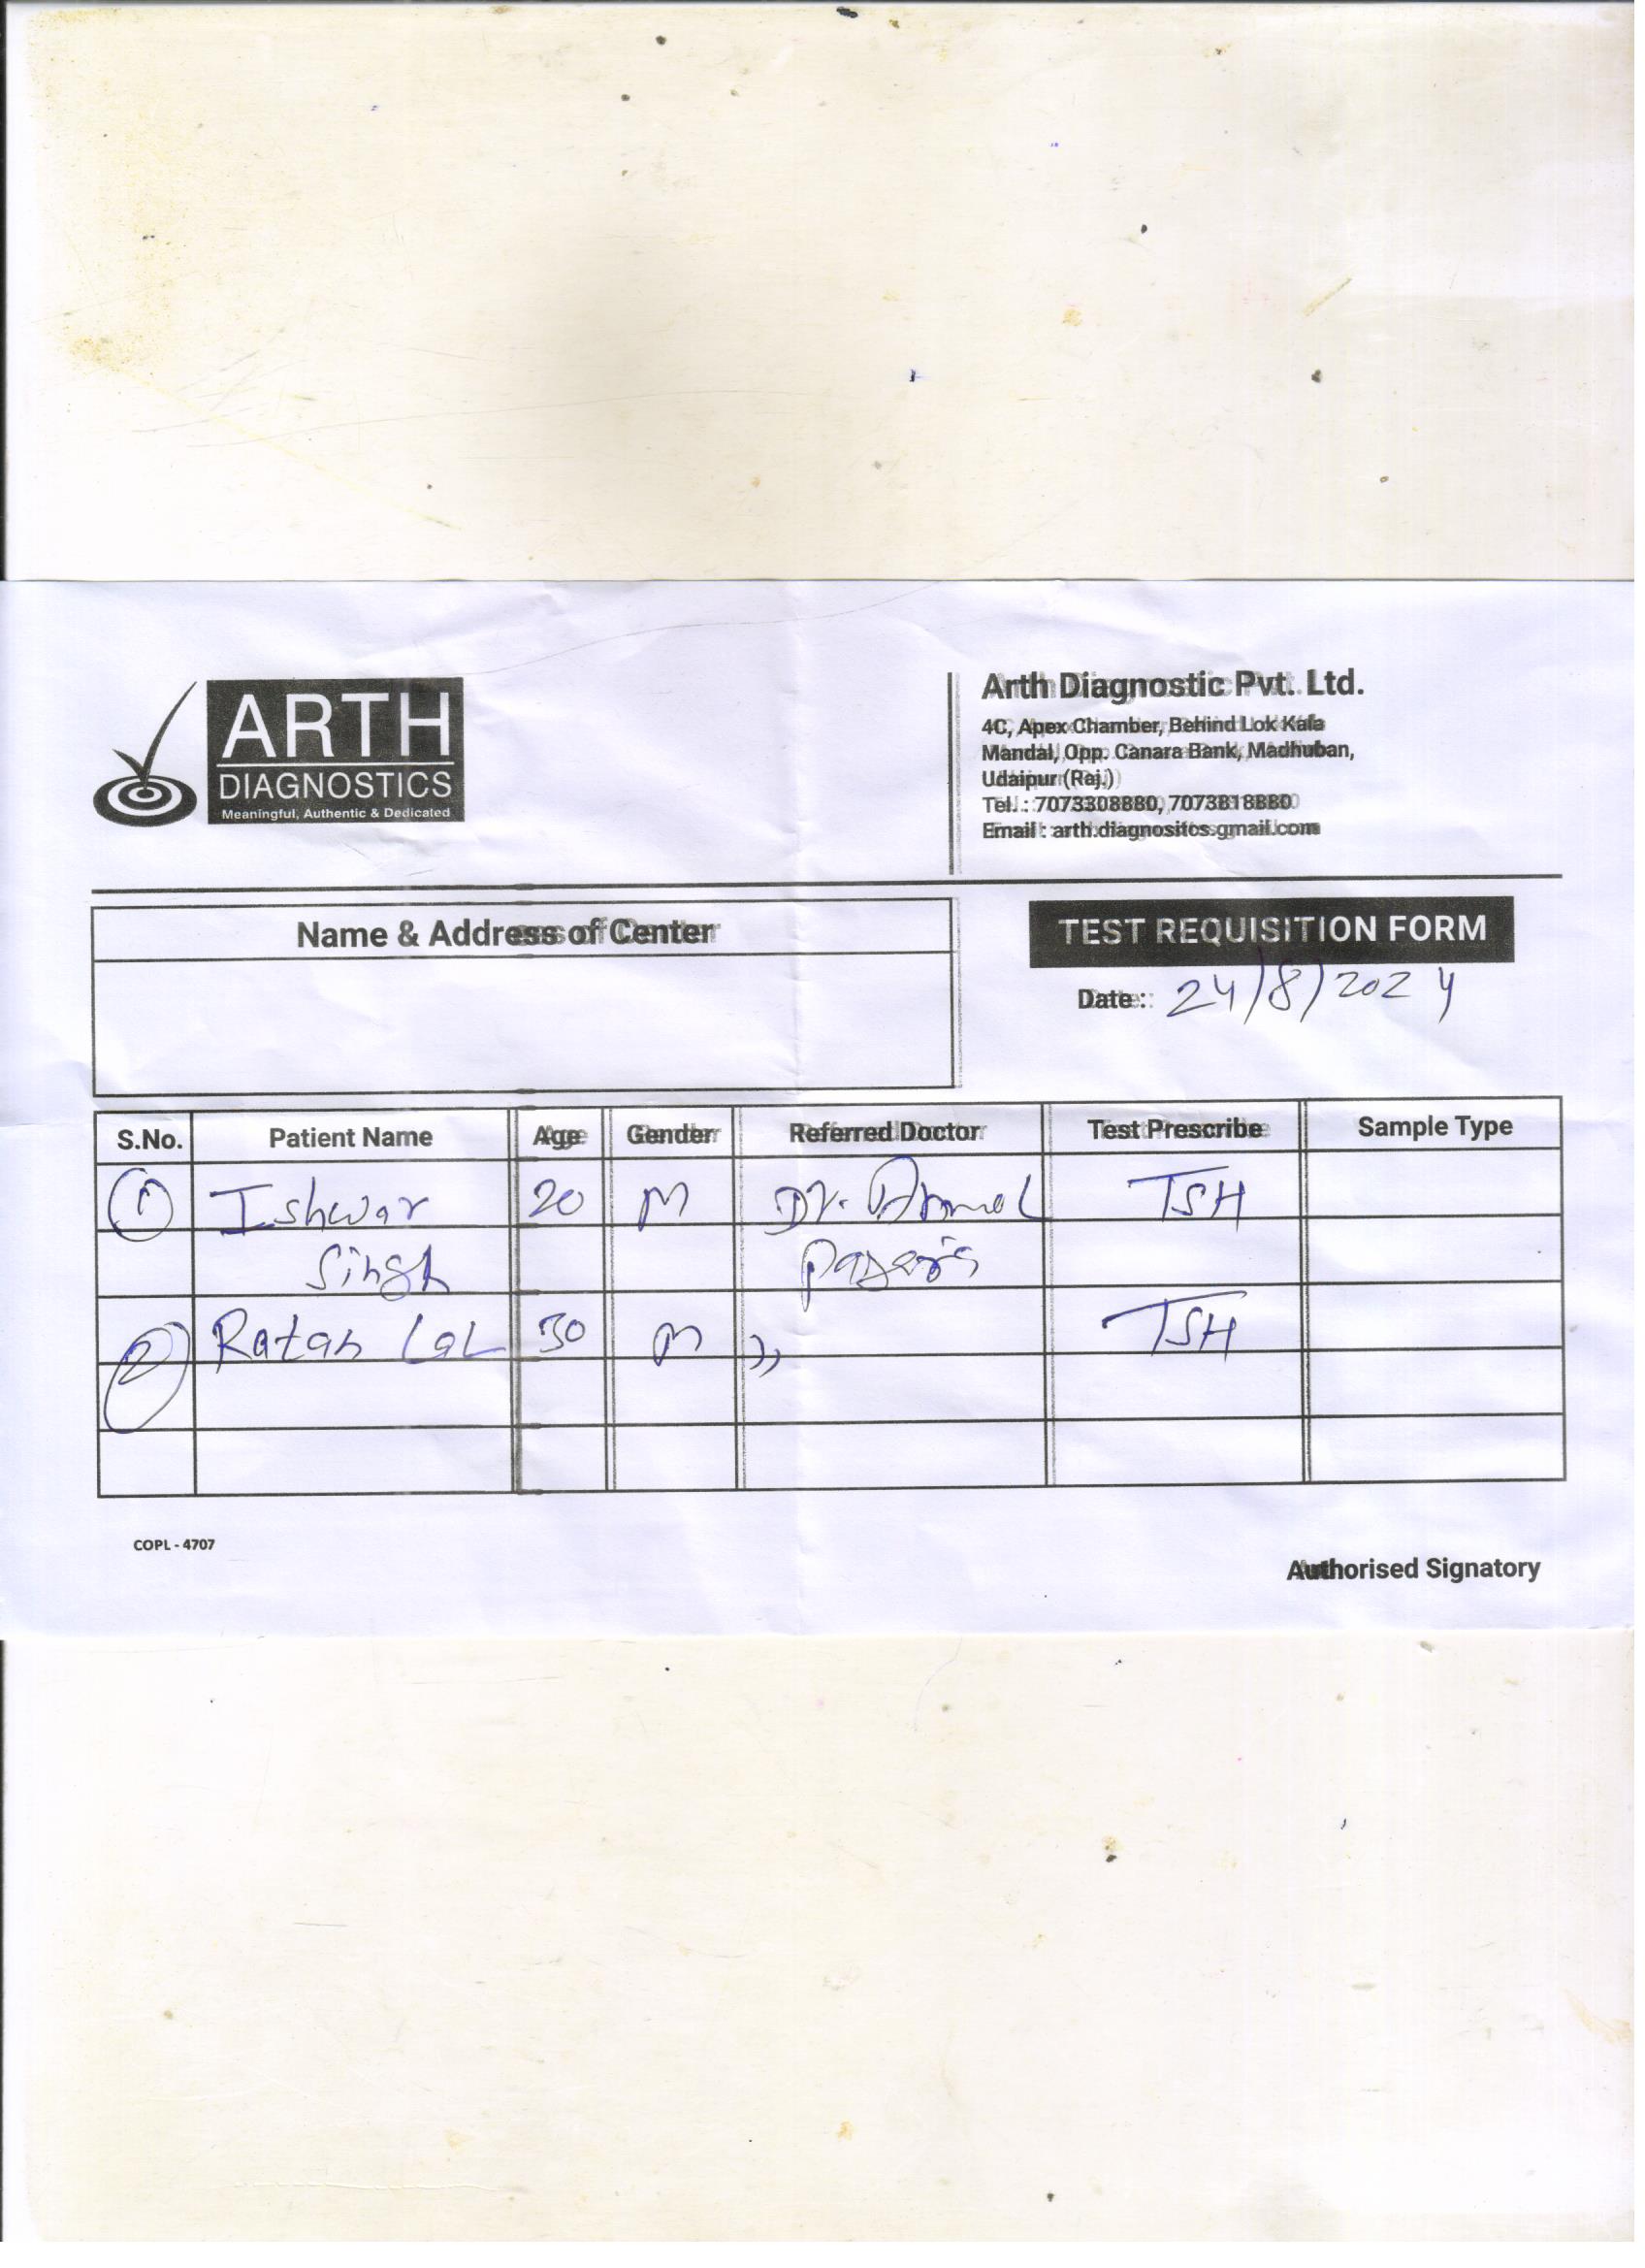 ARTH
DIAGNOSTICS
Meaningful, Authentic & Dedicated
Arth Diagnostic Pvt. Ltd.
4C, Apex Chamber, Behind Lok Kala
Mandal, Opp. Canara Bank, Madhuban,
Udaipur (Raj.)
Tel. : 7073308880, 7073818880
Email : arth.diagnositcs.gmail.com
Name & Address of Center
TEST REQUISITION FORM
Date : 24/8/2024
S.No. Patient Name Age Gender Referred Doctor Test Prescribe Sample Type
1 Ishwar 20 M Dr. TSH
Singh
2 Ratan Lal 30 M ,, TSH
COPL - 4707
Authorised Signatory